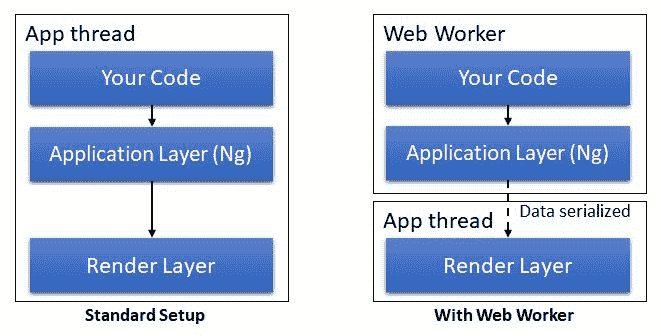 App thread
Your Code
Application Layer (Ng)
Render Layer
Standard Setup
Web Worker
Your Code
Application Layer (Ng)
Data serialized
App thread
Render Layer
With Web Worker